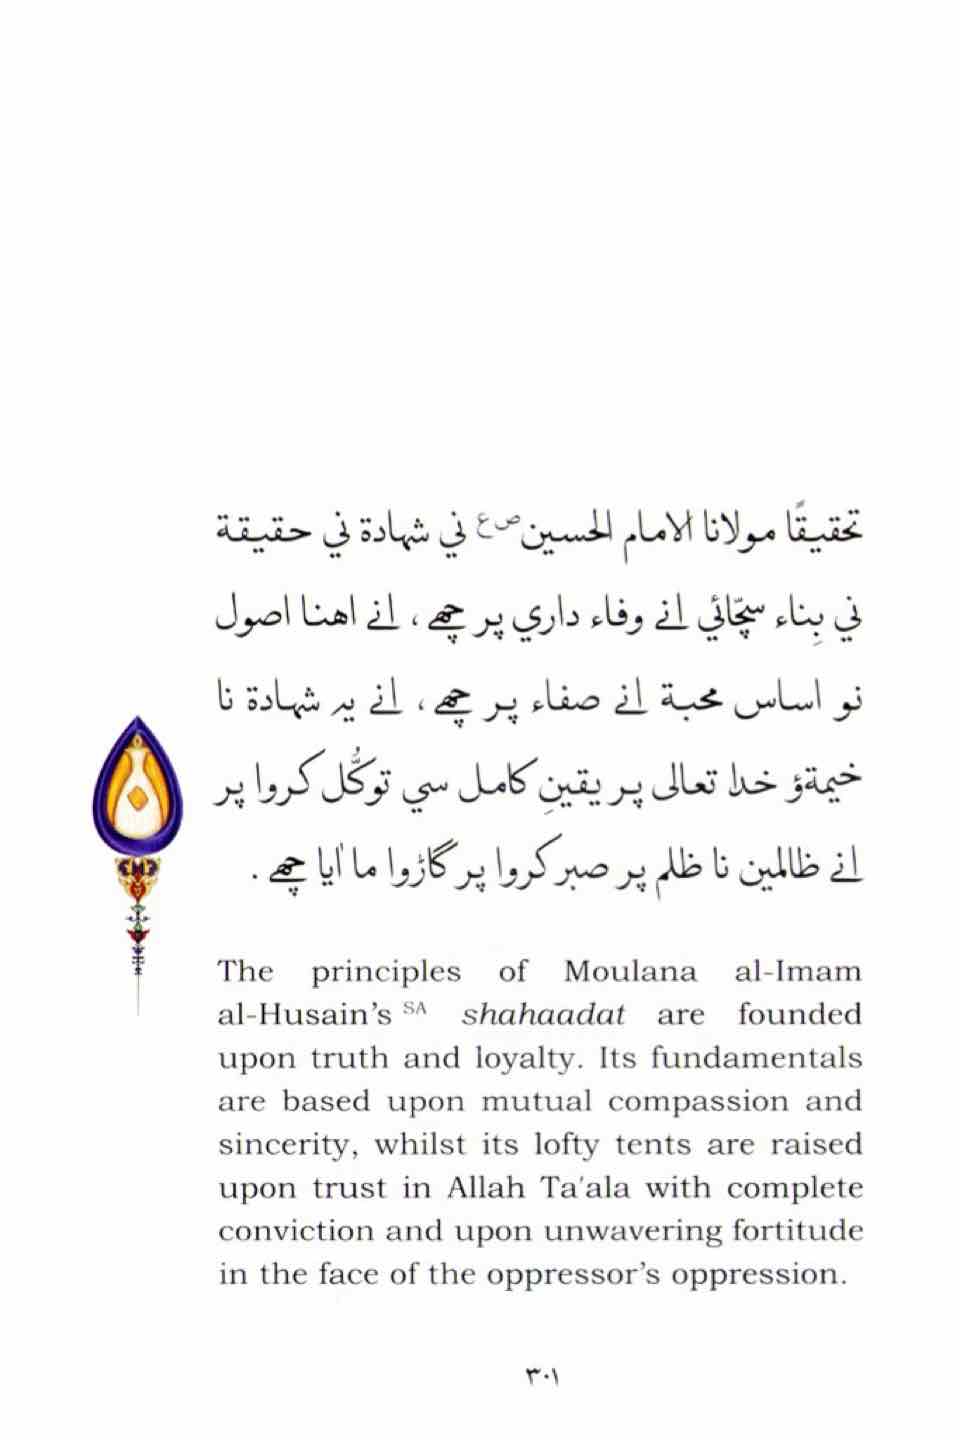 تحقيقًا مولانا الامام الحسين ص ع ني شهادة ني حقيقة
ني بِناء سچّائي انے وفاء داري پر چھے ، انے اهنا اصول
نو اساس محبة انے صفاء پر چھے ، انے يہ شهادة نا
خيمةؤ خدا تعالى پر يقينِ كامل سي توكُّل كروا پر
انے ظالمين نا ظلم پر صبر كروا پر گاڑوا ما اٰيا چھے .
The principles of Moulana al-Imam
al-Husain's SA shahaadat are founded
upon truth and loyalty. Its fundamentals
are based upon mutual compassion and
sincerity, whilst its lofty tents are raised
upon trust in Allah Ta'ala with complete
conviction and upon unwavering fortitude
in the face of the oppressor's oppression.
٣٠١